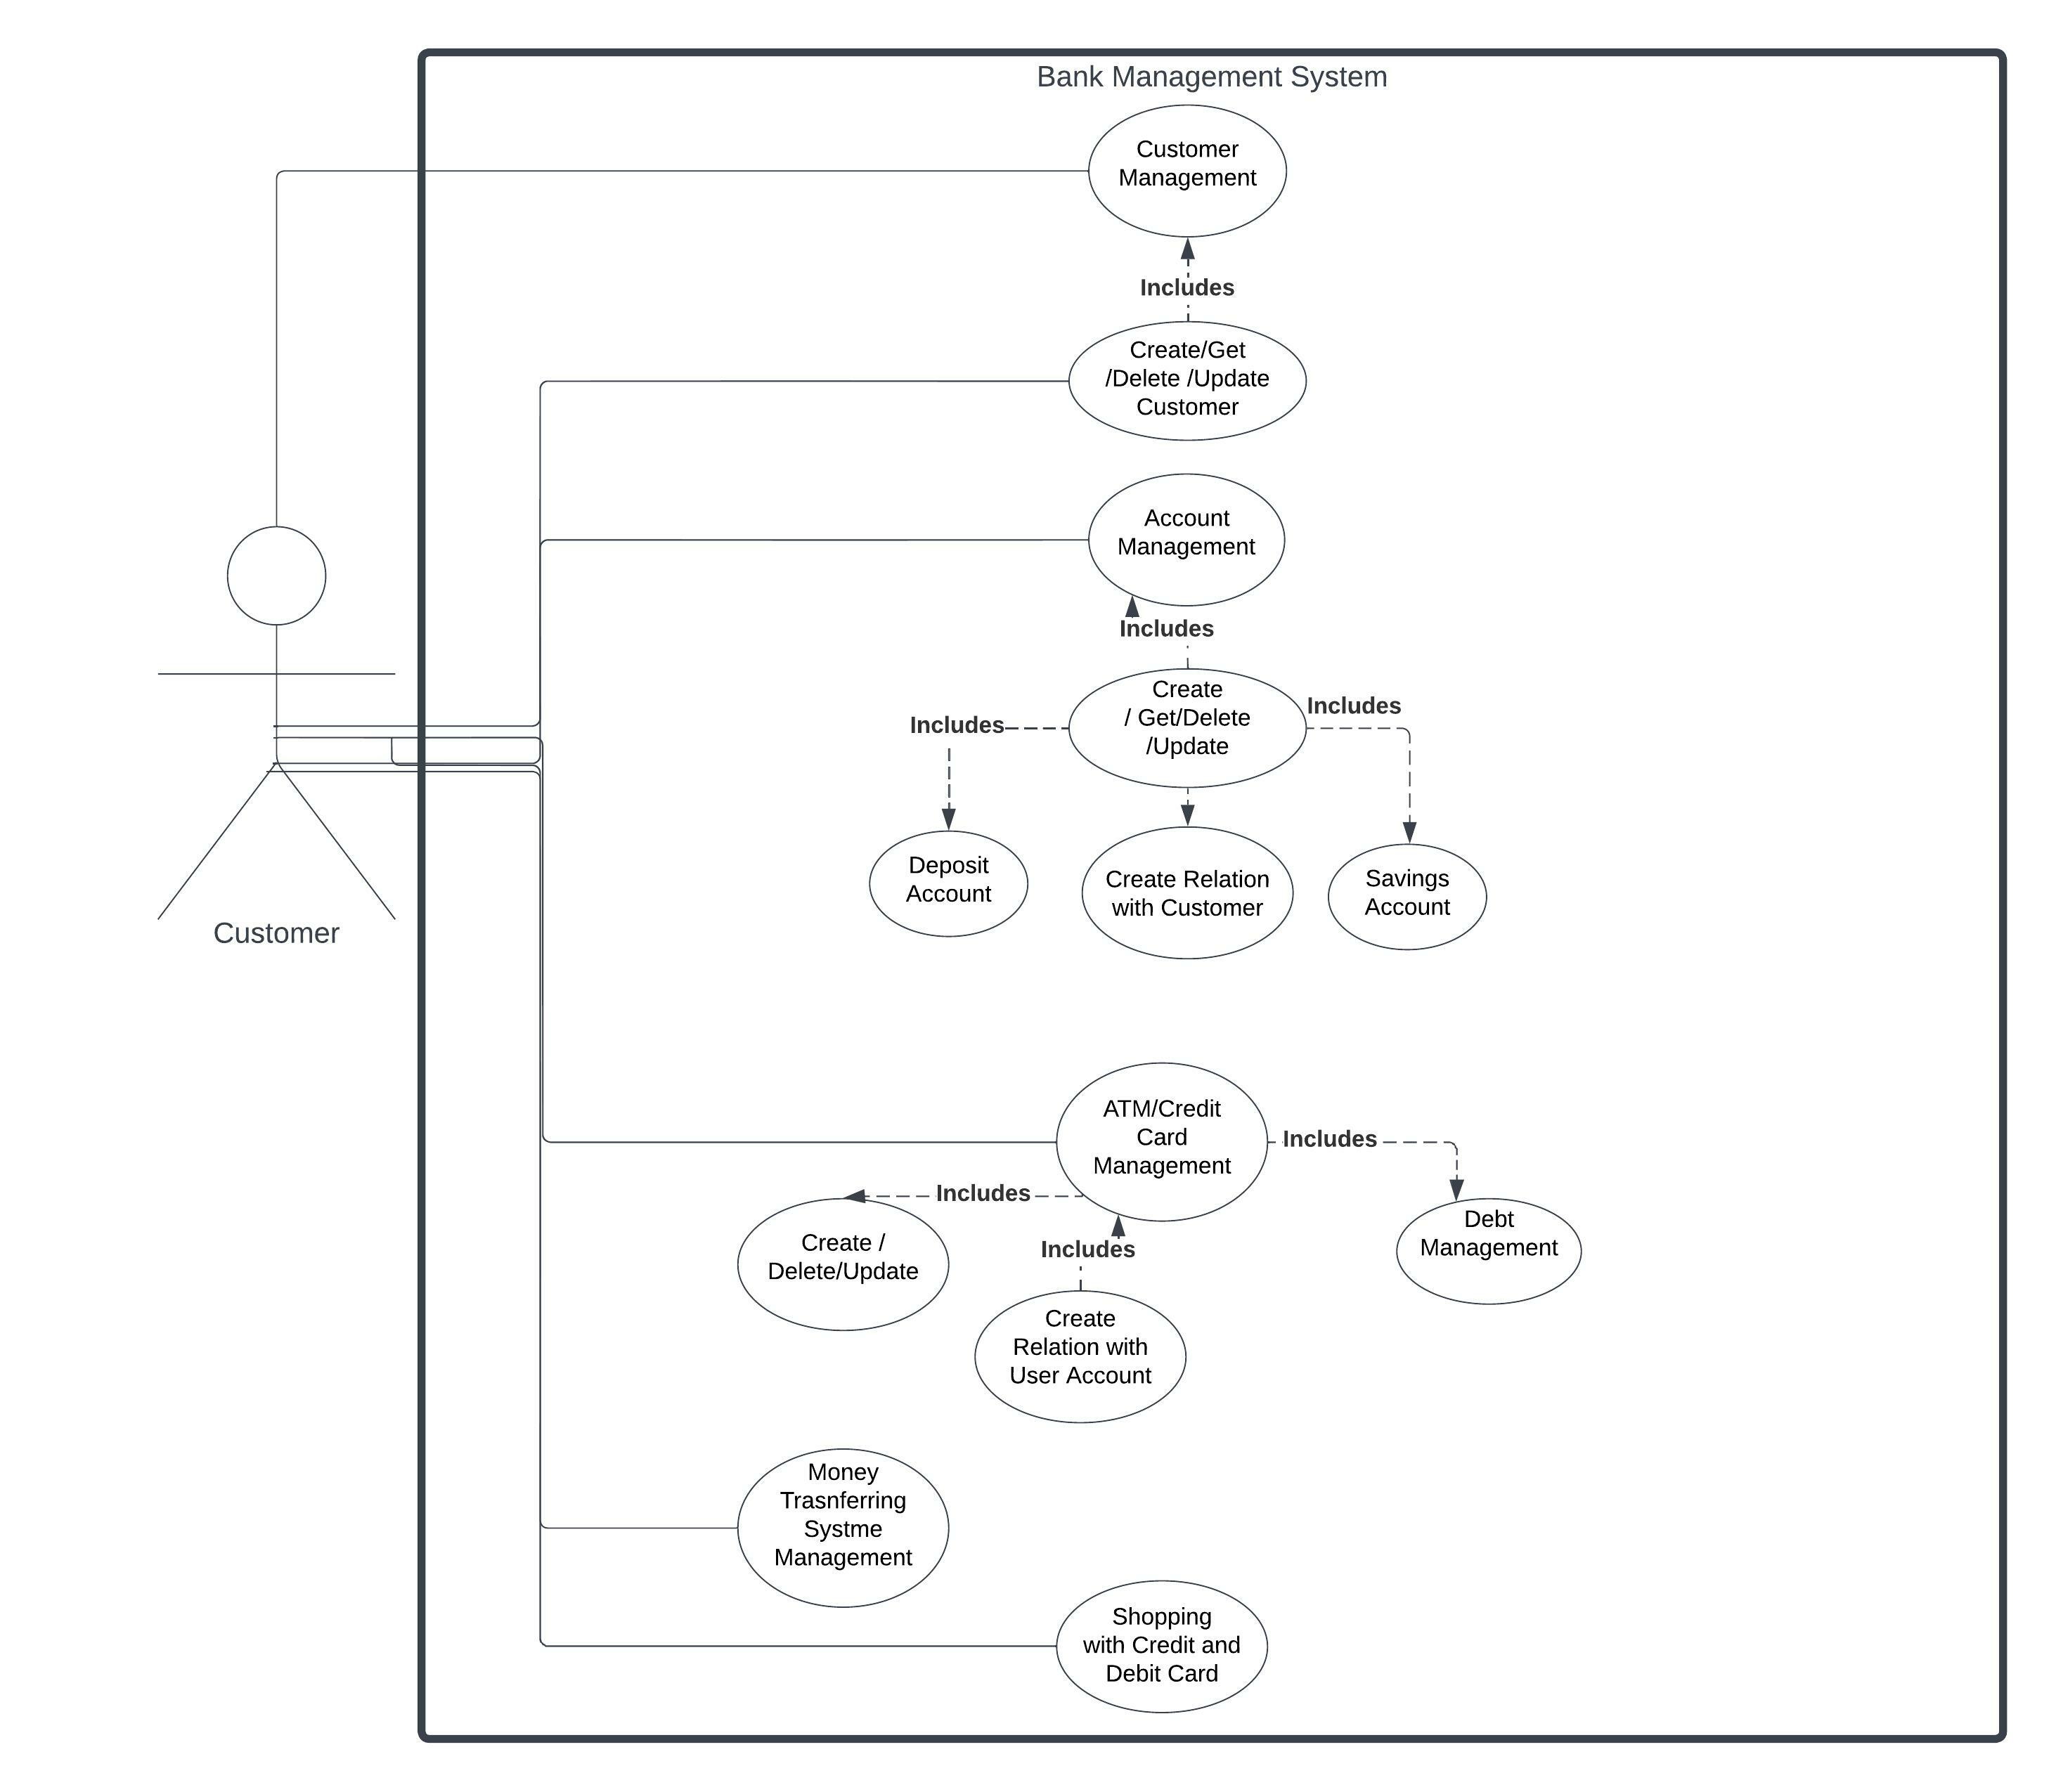 Bank Management System
Customer
Management
Includes
Create/Get
/Delete /Update
Customer
Account
Management
Includes
Create
/ Get/Delete
/Update
Includes
Includes
Deposit
Account
Create Relation
with Customer
Savings
Account
Customer
ATM/Credit
Card
Management
Includes
Includes
Create /
Delete/Update
Includes
Debt
Management
Create
Relation with
User Account
Money
Trasnferring
Systme
Management
Shopping
with Credit and
Debit Card